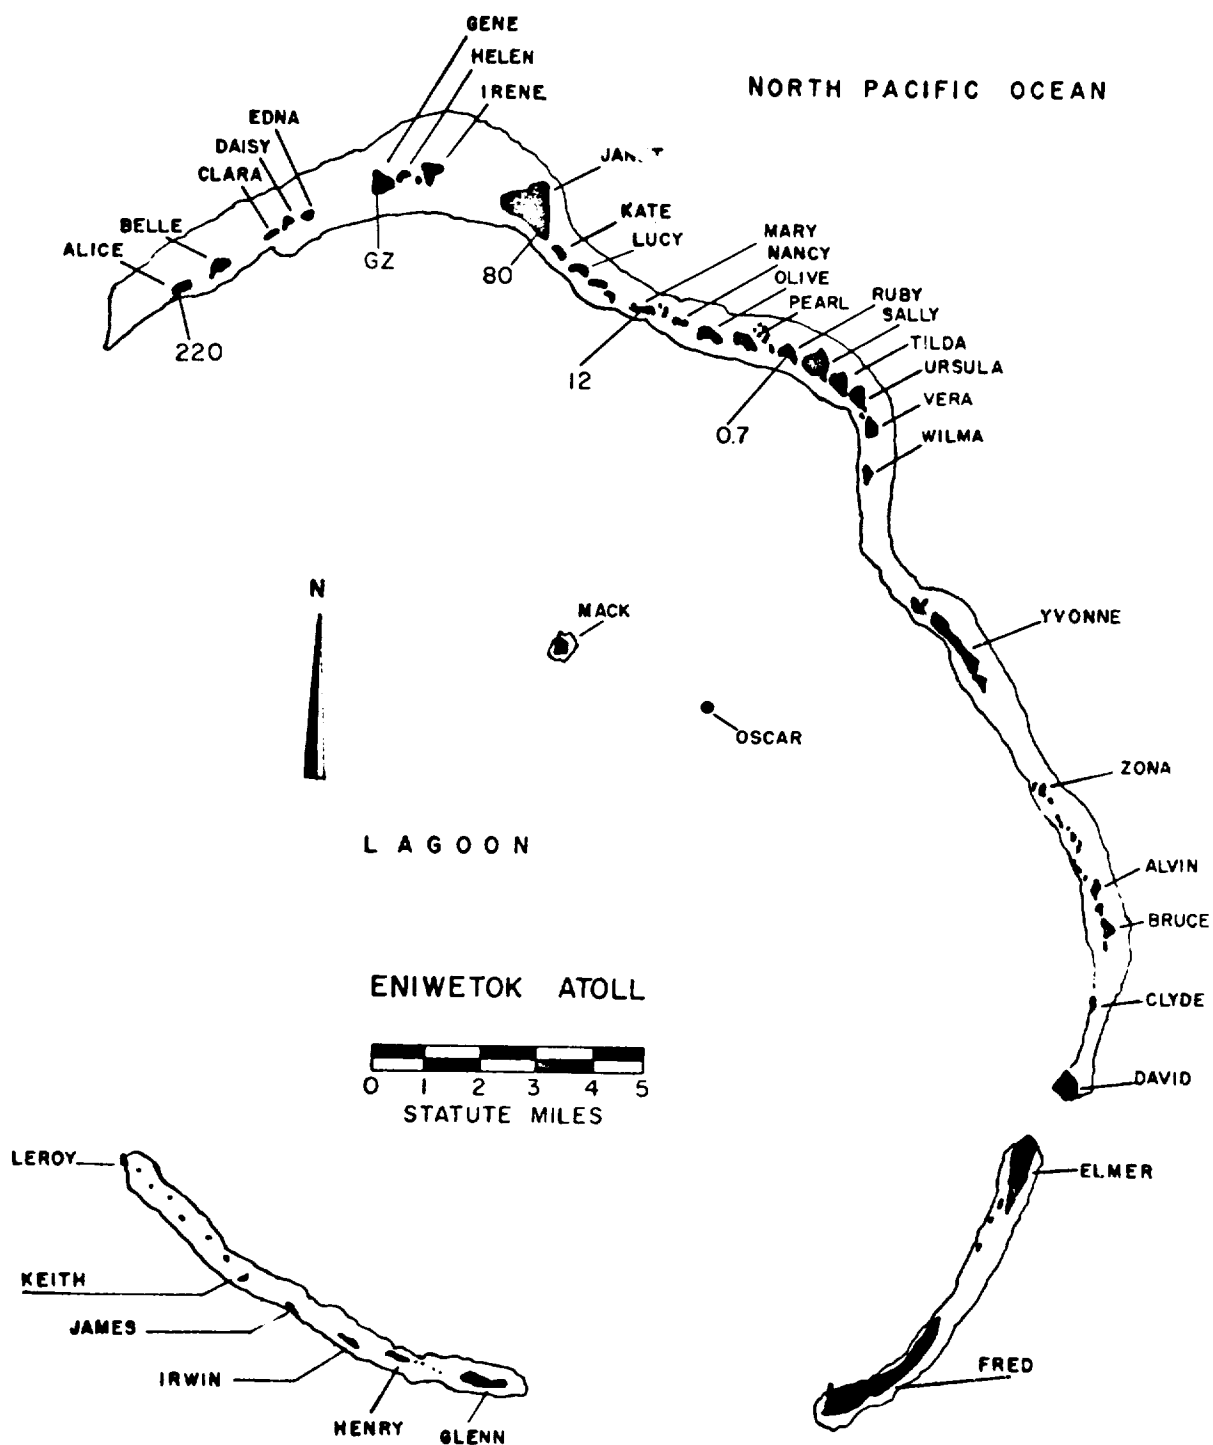 GENE
HELEN
IRENE
NORTH PACIFIC OCEAN
EDNA
DAISY
CLARA
BELLE
ALICE
KATE
LUCY
MARY
NANCY
OLIVE
PEARL
RUBY
SALLY
TILDA
URSULA
VERA
WILMA
GZ
80
220
12
0.7
N
MACK
YVONNE
OSCAR
ZONA
LAGOON
ALVIN
BRUCE
ENIWETOK ATOLL
CLYDE
0 1 2 3 4 5
STATUTE MILES
DAVID
LEROY
ELMER
KEITH
JAMES
IRWIN
FRED
HENRY
GLENN